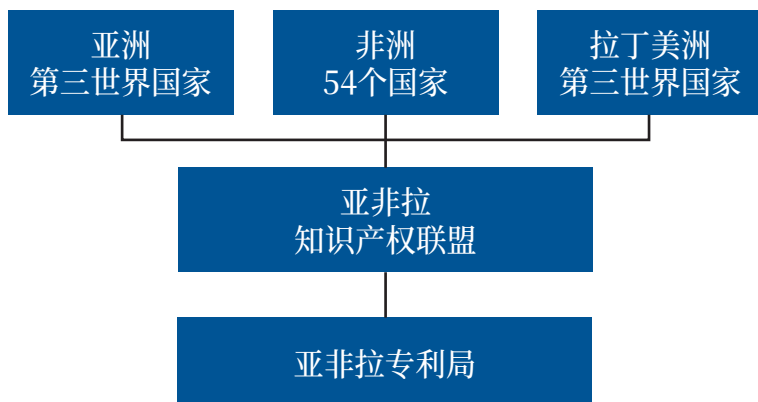 亚洲
第三世界国家
非洲
54个国家
拉丁美洲
第三世界国家
亚非拉
知识产权联盟
亚非拉专利局